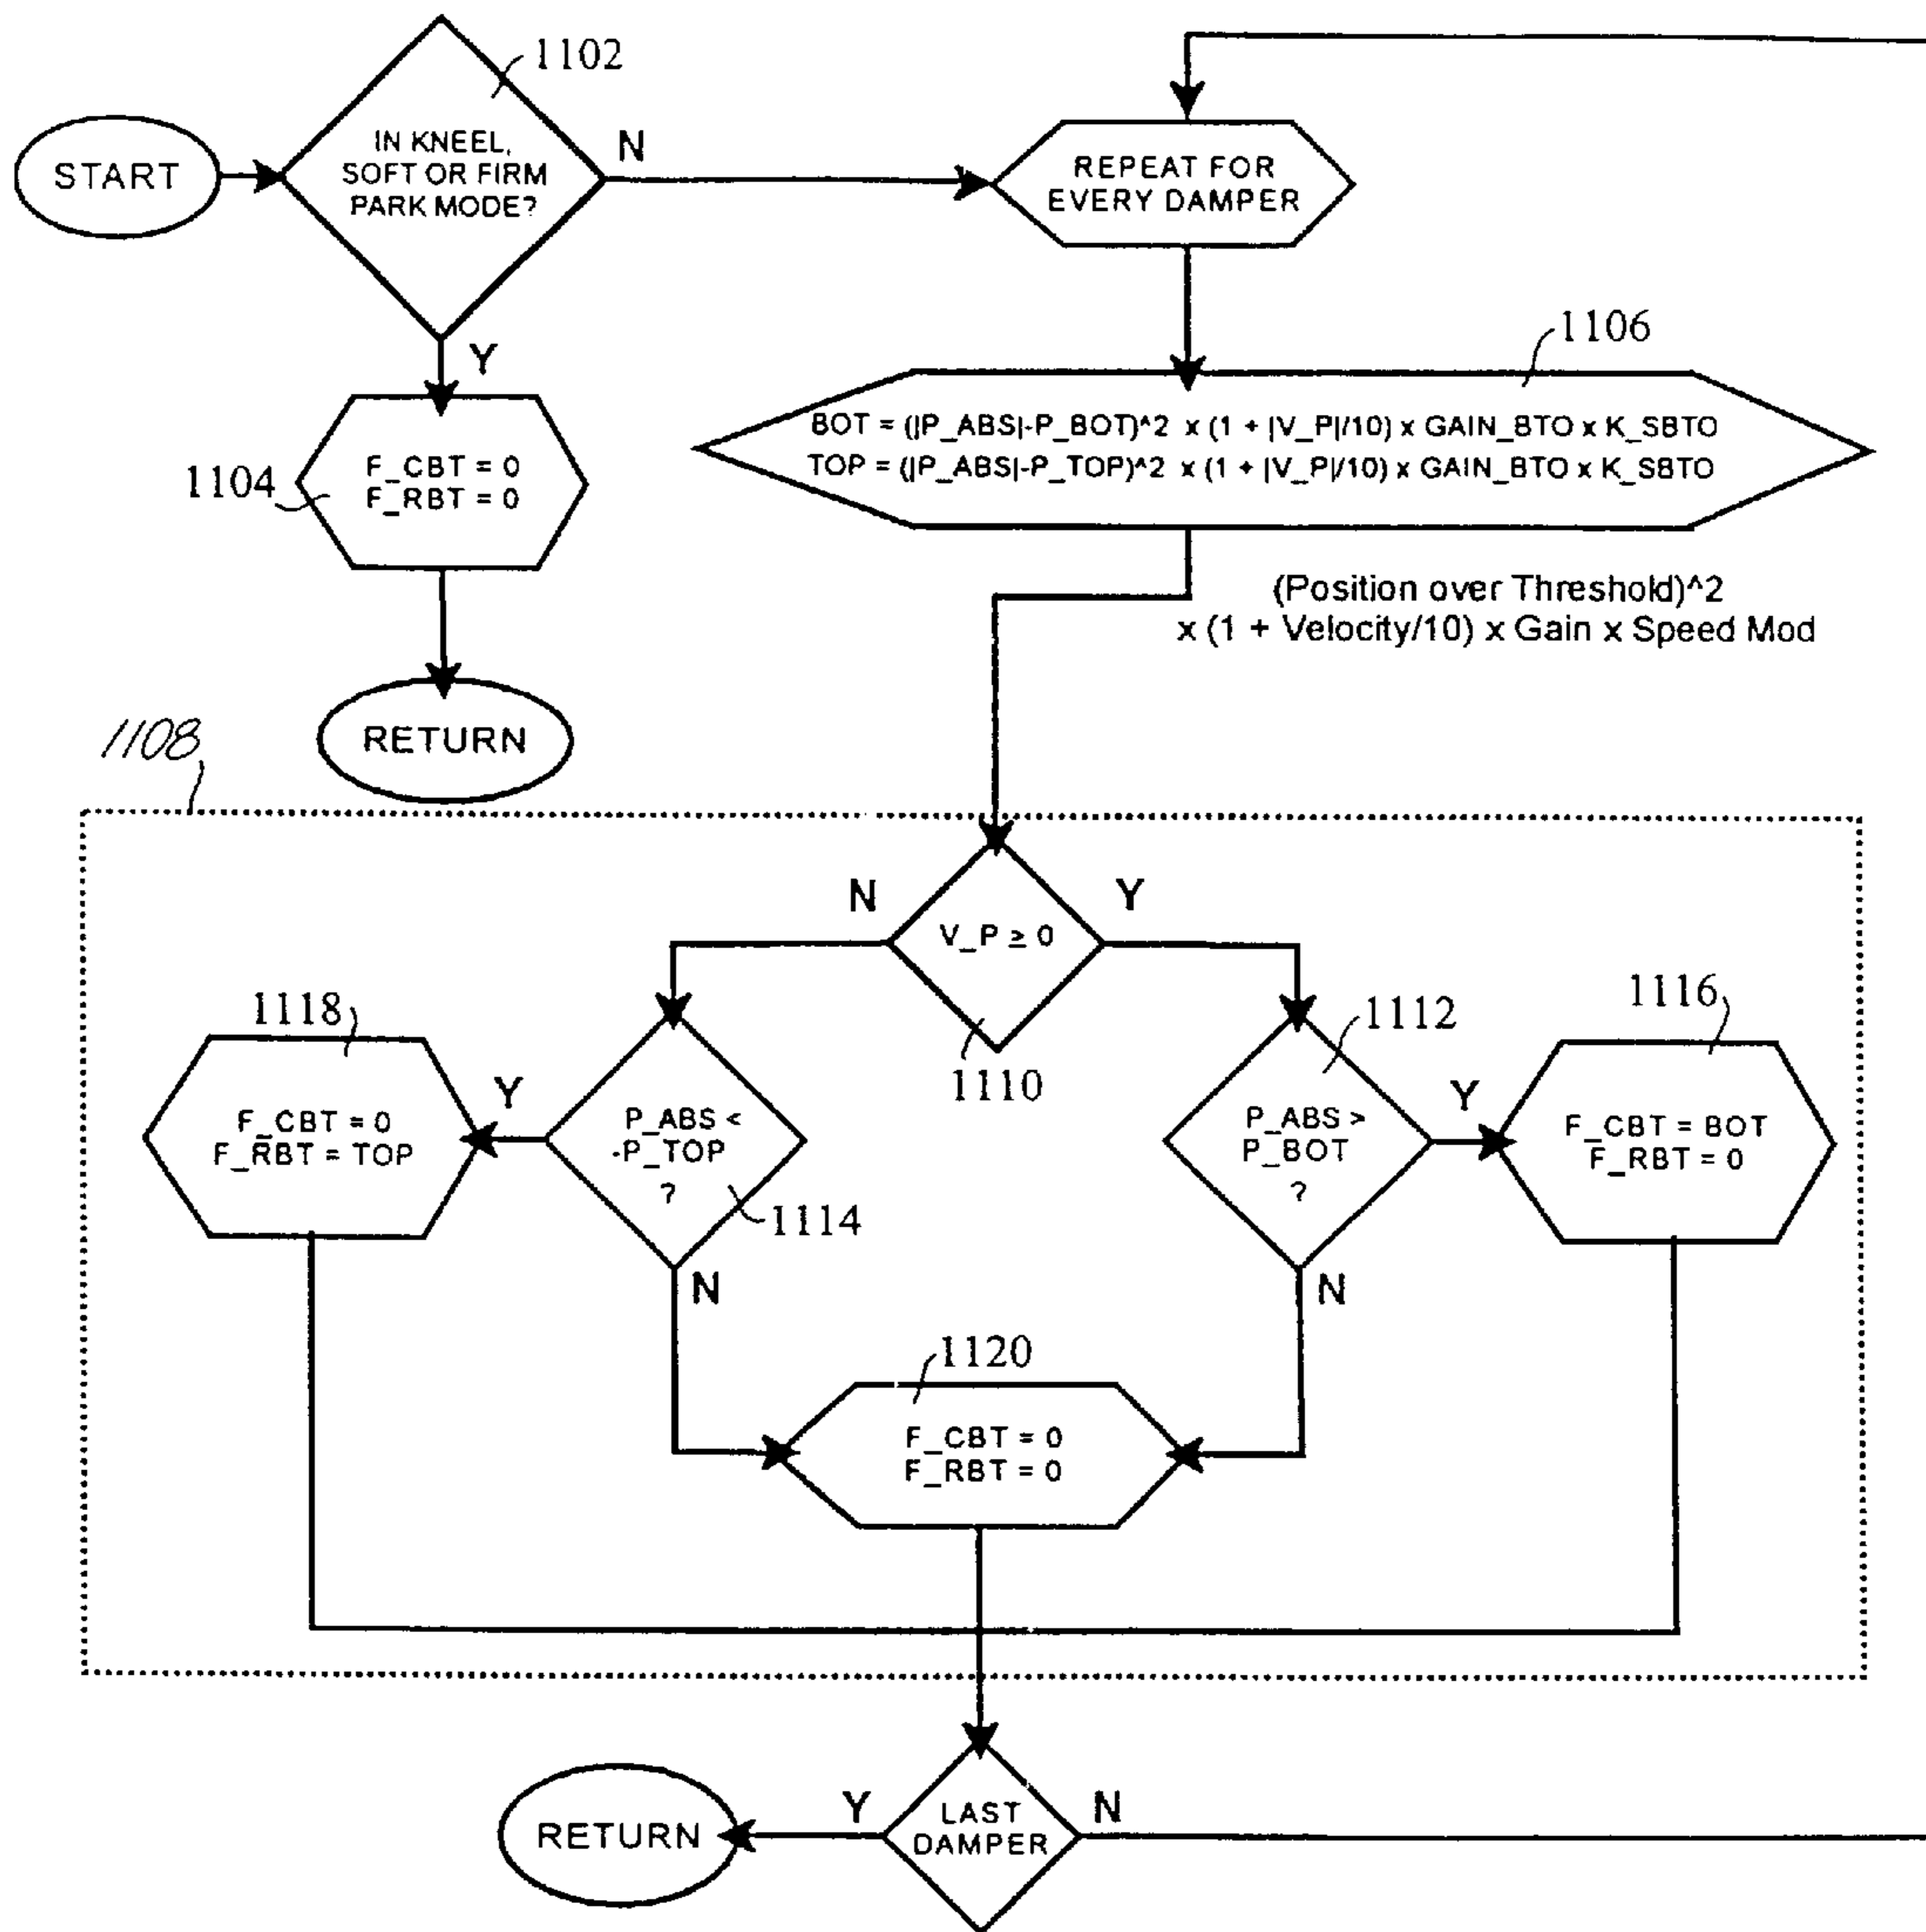 1102
START
IN KNEEL,
SOFT OR FIRM
PARK MODE?
N
Y
REPEAT FOR
EVERY DAMPER
1104
F_CBT = 0
F_RBT = 0
RETURN
1106
BOT = (|P_ABS|-P_BOT)^2 x (1 + |V_P|/10) x GAIN_BTO x K_SBTO
TOP = (|P_ABS|-P_TOP)^2 x (1 + |V_P|/10) x GAIN_BTO x K_SBTO
(Position over Threshold)^2
x (1 + Velocity/10) x Gain x Speed Mod
1108
N
V_P ≥ 0
Y
1110
1118
F_CBT = 0
F_RBT = TOP
Y
P_ABS <
-P_TOP
?
1114
N
1112
P_ABS >
P_BOT
?
Y
N
1116
F_CBT = BOT
F_RBT = 0
1120
F_CBT = 0
F_RBT = 0
RETURN
Y
LAST
DAMPER
N